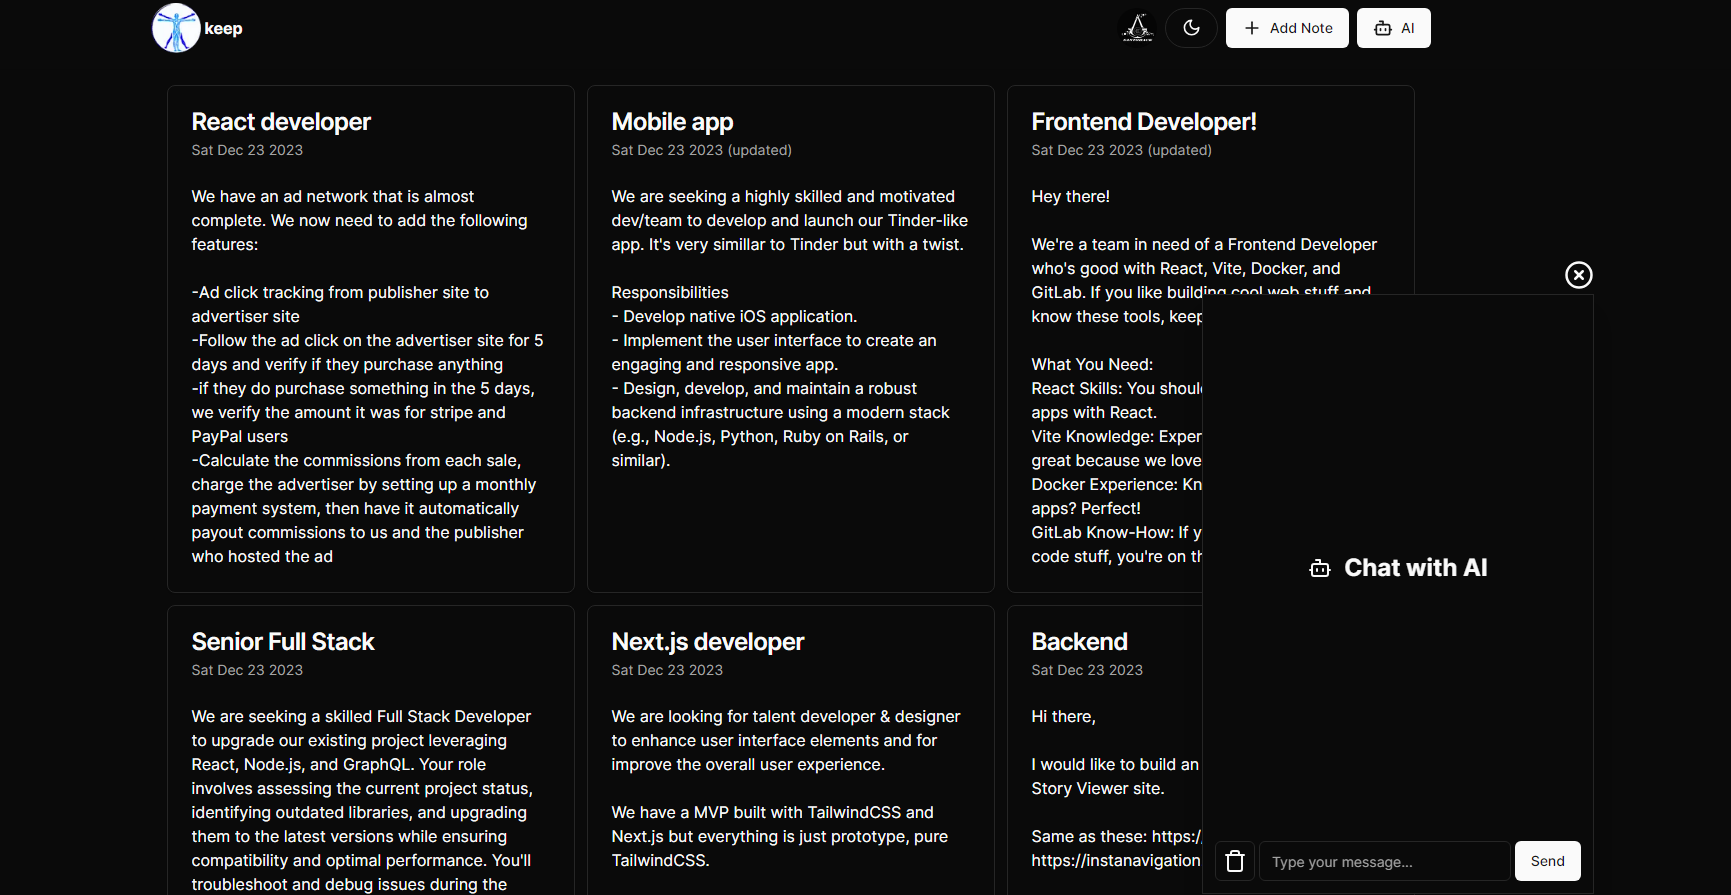 keep
Add Note
AI
React developer
Sat Dec 23 2023
We have an ad network that is almost
complete. We now need to add the following
features:
-Ad click tracking from publisher site to
advertiser site
-Follow the ad click on the advertiser site for 5
days and verify if they purchase anything
-if they do purchase something in the 5 days,
we verify the amount it was for stripe and
PayPal users
-Calculate the commissions from each sale,
charge the advertiser by setting up a monthly
payment system, then have it automatically
payout commissions to us and the publisher
who hosted the ad
Mobile app
Sat Dec 23 2023 (updated)
We are seeking a highly skilled and motivated
dev/team to develop and launch our Tinder-like
app. It's very simillar to Tinder but with a twist.
Responsibilities
- Develop native iOS application.
- Implement the user interface to create an
engaging and responsive app.
- Design, develop, and maintain a robust
backend infrastructure using a modern stack
(e.g., Node.js, Python, Ruby on Rails, or
similar).
Frontend Developer!
Sat Dec 23 2023 (updated)
Hey there!
We're a team in need of a Frontend Developer
who's good with React, Vite, Docker, and
GitLab. If you like building cool web stuff and
know these tools, keep
What You Need:
React Skills: You shoul
apps with React.
Vite Knowledge: Exper
great because we love
Docker Experience: Kn
apps? Perfect!
GitLab Know-How: If y
code stuff, you're on th
Senior Full Stack
Sat Dec 23 2023
We are seeking a skilled Full Stack Developer
to upgrade our existing project leveraging
React, Node.js, and GraphQL. Your role
involves assessing the current project status,
identifying outdated libraries, and upgrading
them to the latest versions while ensuring
compatibility and optimal performance. You'll
troubleshoot and debug issues during the
Next.js developer
Sat Dec 23 2023
We are looking for talent developer & designer
to enhance user interface elements and for
improve the overall user experience.
We have a MVP built with TailwindCSS and
Next.js but everything is just prototype, pure
TailwindCSS.
Backend
Sat Dec 23 2023
Hi there,
I would like to build an
Story Viewer site.
Same as these: https:/
https://instanavigation
Chat with AI
Type your message...
Send